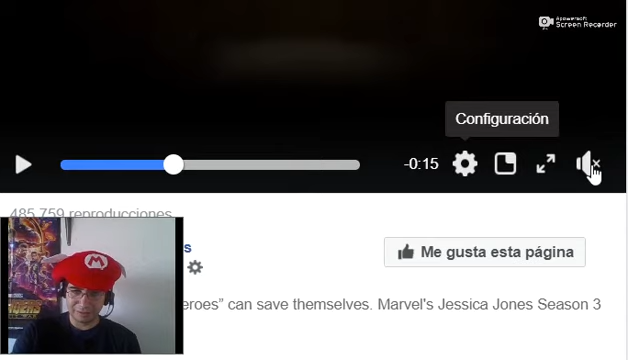 Apowersoft
Screen Recorder
Configuración
-0:15
485,759 reproducciones
s
Me gusta esta página
eroes” can save themselves. Marvel's Jessica Jones Season 3
M